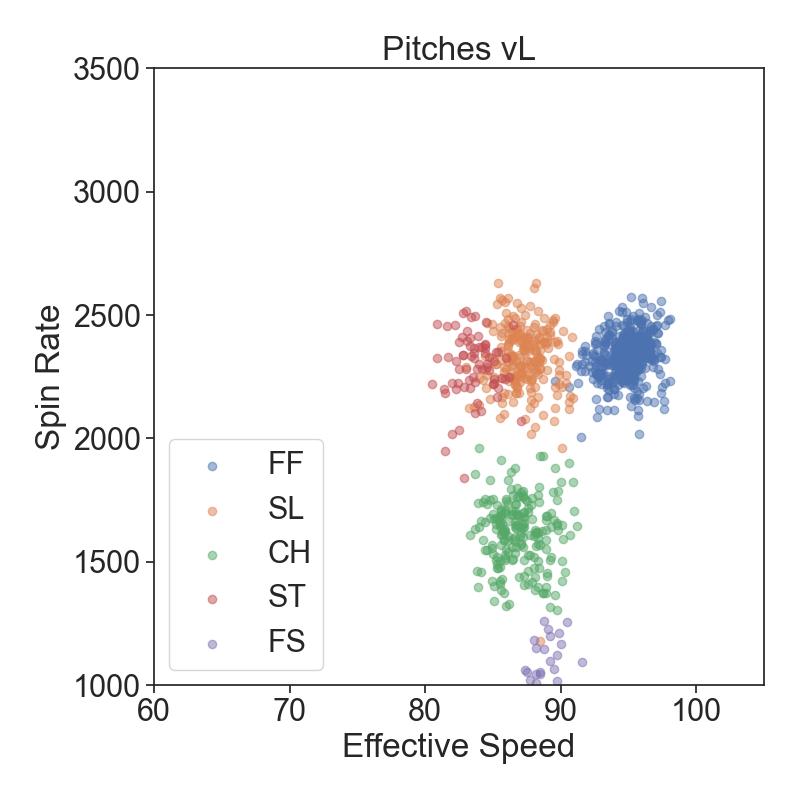 Pitches vL
3500
3000
2500
2000
1500
1000
Spin Rate
FF
SL
CH
ST
FS
60 70 80 90 100
Effective Speed